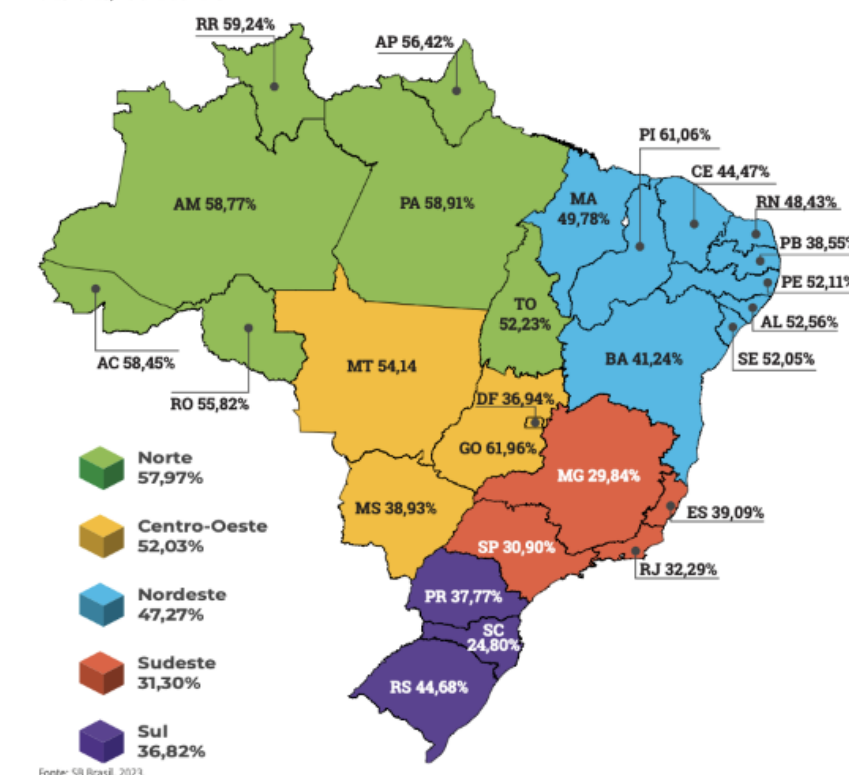 RR 59,24%
AP 56,42%
PI 61,06%
CE 44,47%
RN 48,43%
PB 38,55%
PE 52,11%
AL 52,56%
SE 52,05%
AM 58,77%
PA 58,91%
MA
49,78%
TO
52,23%
AC 58,45%
RO 55,82%
MT 54,14
BA 41,24%
DF 36,94%
GO 61,96%
MG 29,84%
MS 38,93%
ES 39,09%
SP 30,90%
RJ 32,29%
PR 37,77%
SC
24,80%
RS 44,68%
Norte
57,97%
Centro-Oeste
52,03%
Nordeste
47,27%
Sudeste
31,30%
Sul
36,82%
Fonte: SB Brasil, 2023